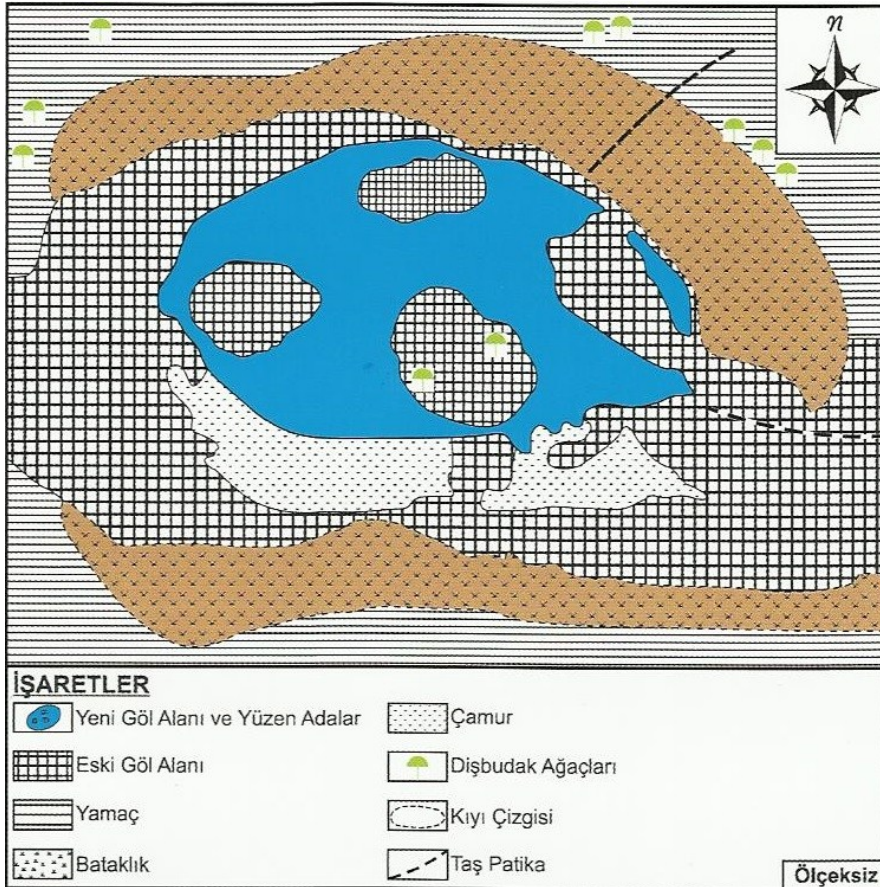 n
İŞARETLER
Yeni Göl Alanı ve Yüzen Adalar
Eski Göl Alanı
Yamaç
Bataklık
Çamur
Dişbudak Ağaçları
Kıyı Çizgisi
Taş Patika
Ölçeksiz